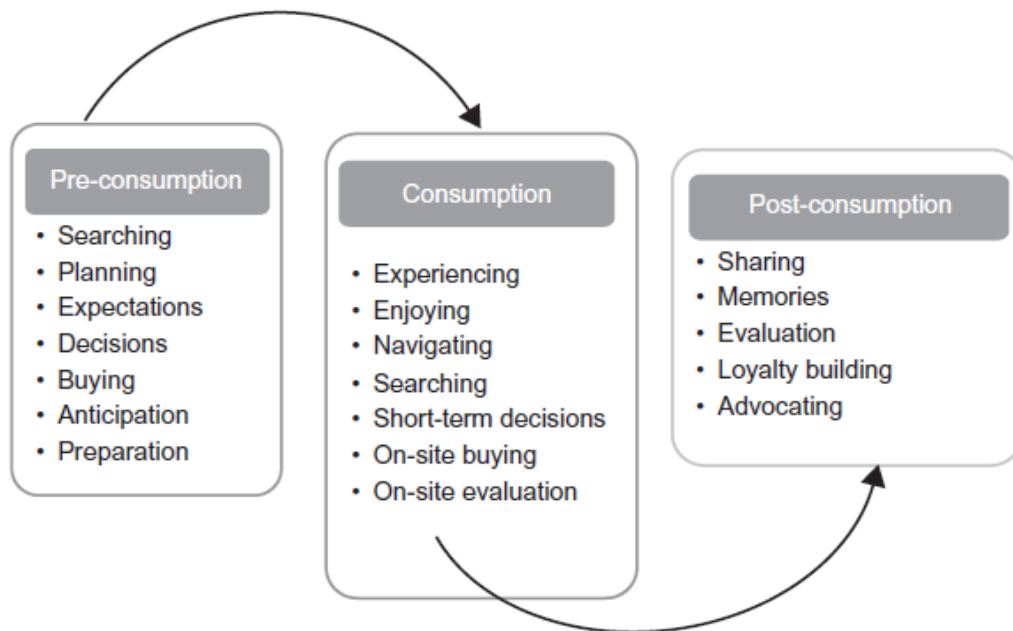 Pre-consumption
• Searching
• Planning
• Expectations
• Decisions
• Buying
• Anticipation
• Preparation
Consumption
• Experiencing
• Enjoying
• Navigating
• Searching
• Short-term decisions
• On-site buying
• On-site evaluation
Post-consumption
• Sharing
• Memories
• Evaluation
• Loyalty building
• Advocating